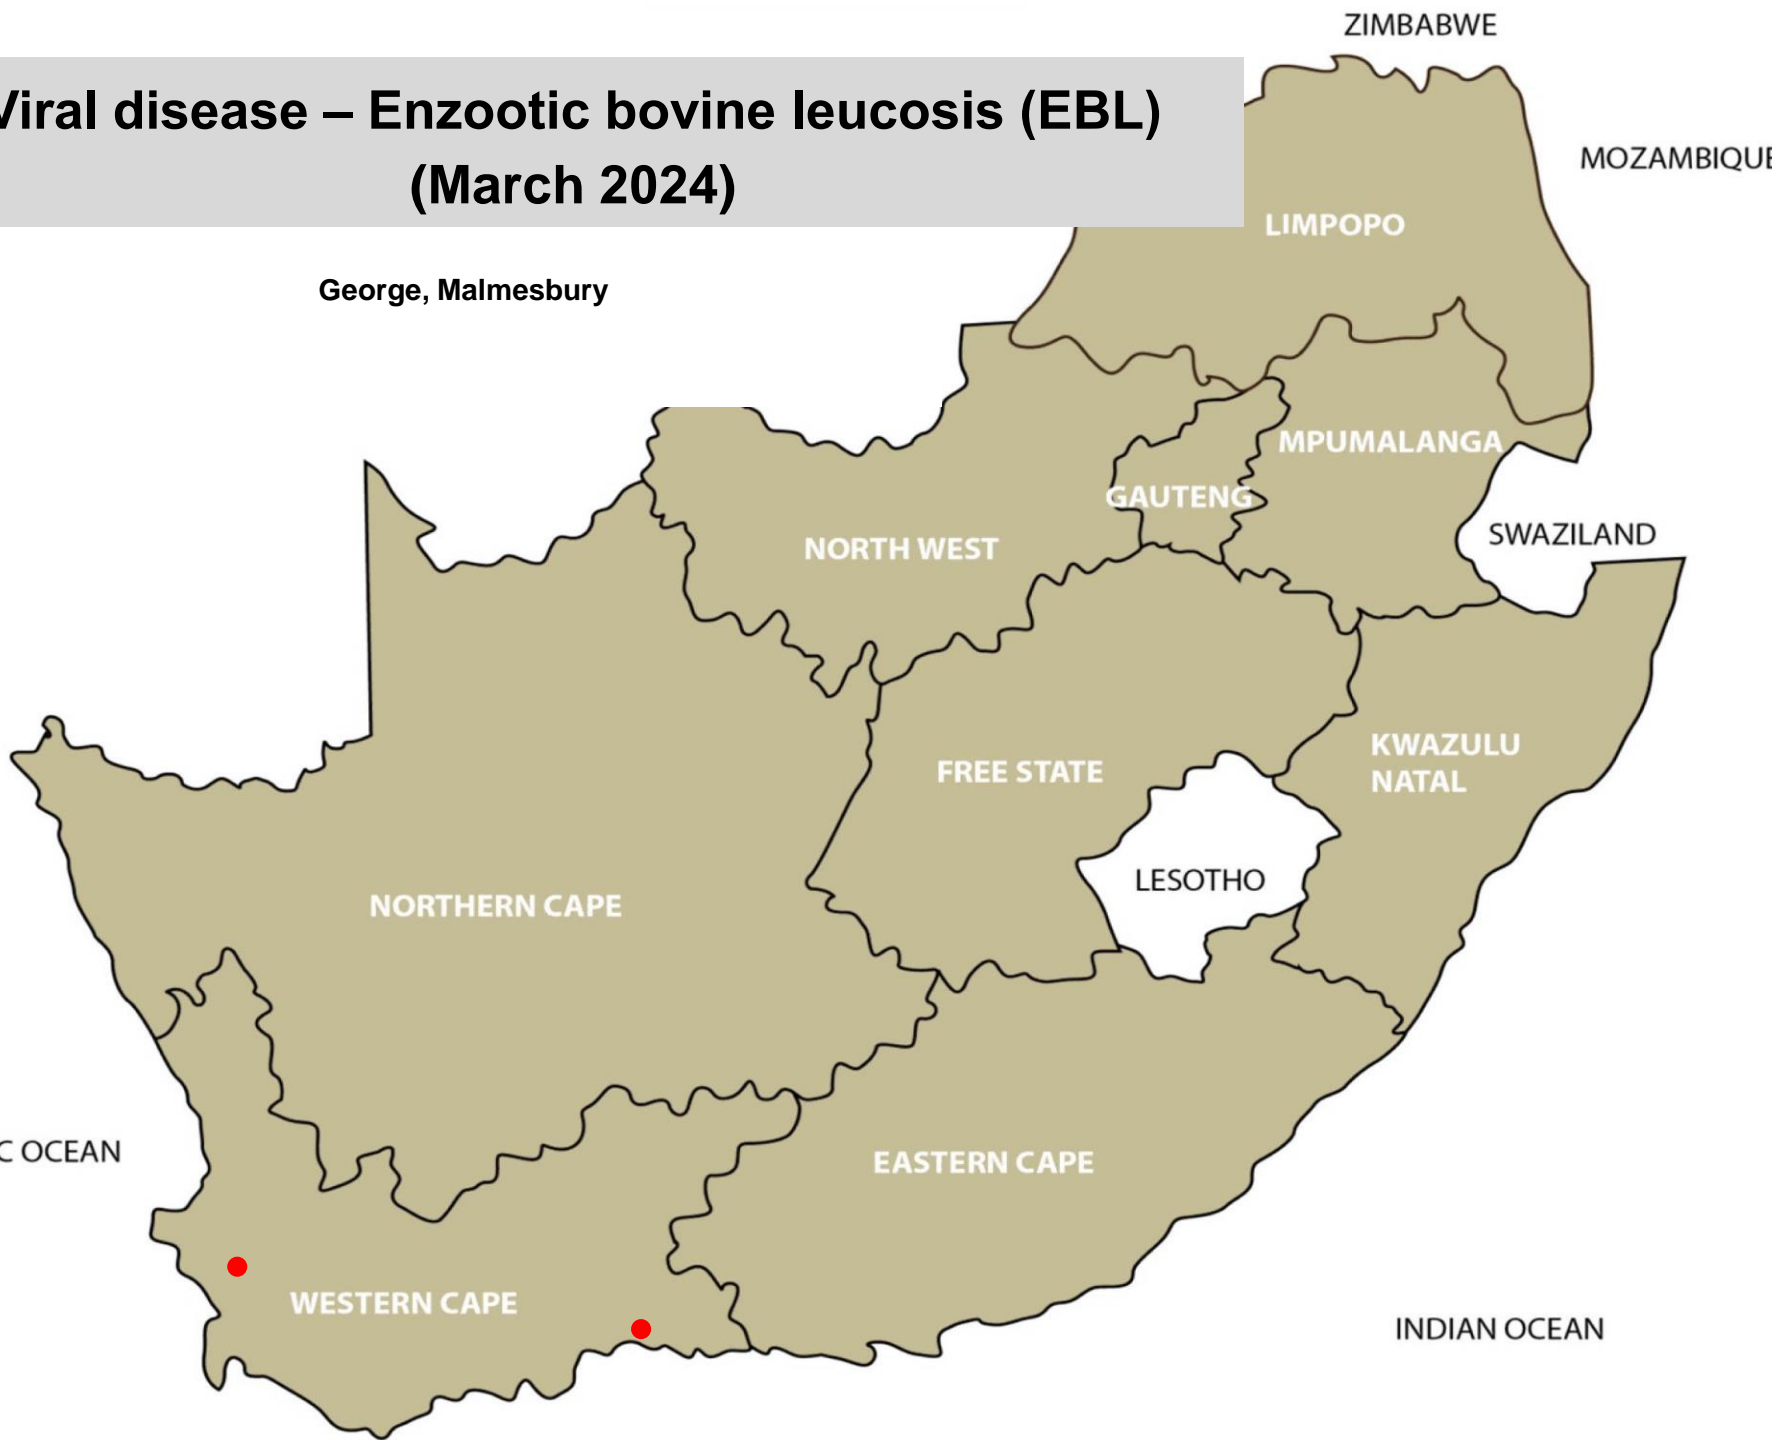 ZIMBABWE
Viral disease – Enzootic bovine leucosis (EBL)
(March 2024)
MOZAMBIQUE
LIMPOPO
George, Malmesbury
MPUMALANGA
GAUTENG
SWAZILAND
NORTH WEST
KWAZULU
NATAL
FREE STATE
LESOTHO
NORTHERN CAPE
C OCEAN
EASTERN CAPE
WESTERN CAPE
INDIAN OCEAN